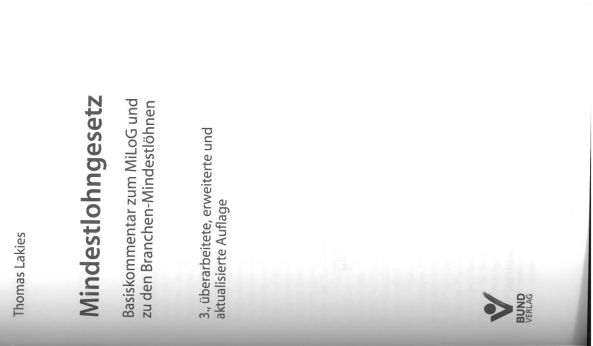 Thomas Lakies
Mindestlohngesetz
Basiskommentar zum MiLoG und
zu den Branchen-Mindestlöhnen
3., überarbeitete, erweiterte und
aktualisierte Auflage
BUND
VERLAG